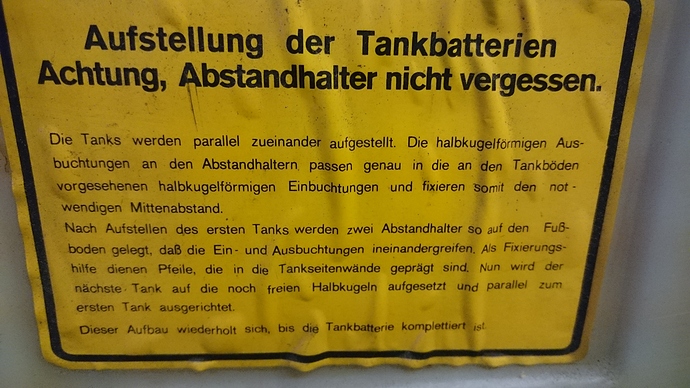 Aufstellung der Tankbatterien
Achtung, Abstandhalter nicht vergessen.
Die Tanks werden parallel zueinander aufgestellt. Die halbkugelförmigen Aus-
buchtungen an den Abstandhaltern passen genau in die an den Tankböden
vorgesehenen halbkugelförmigen Einbuchtungen und fixieren somit den not-
wendigen Mittenabstand.
Nach Aufstellen des ersten Tanks werden zwei Abstandhalter so auf den Fuß-
boden gelegt, daß die Ein- und Ausbuchtungen ineinandergreifen. Als Fixierungs-
hilfe dienen Pfeile, die in die Tankseitenwände geprägt sind. Nun wird der
nächste Tank auf die noch freien Halbkugeln aufgesetzt und parallel zum
ersten Tank ausgerichtet.
Dieser Aufbau wiederholt sich, bis die Tankbatterie komplettiert ist.